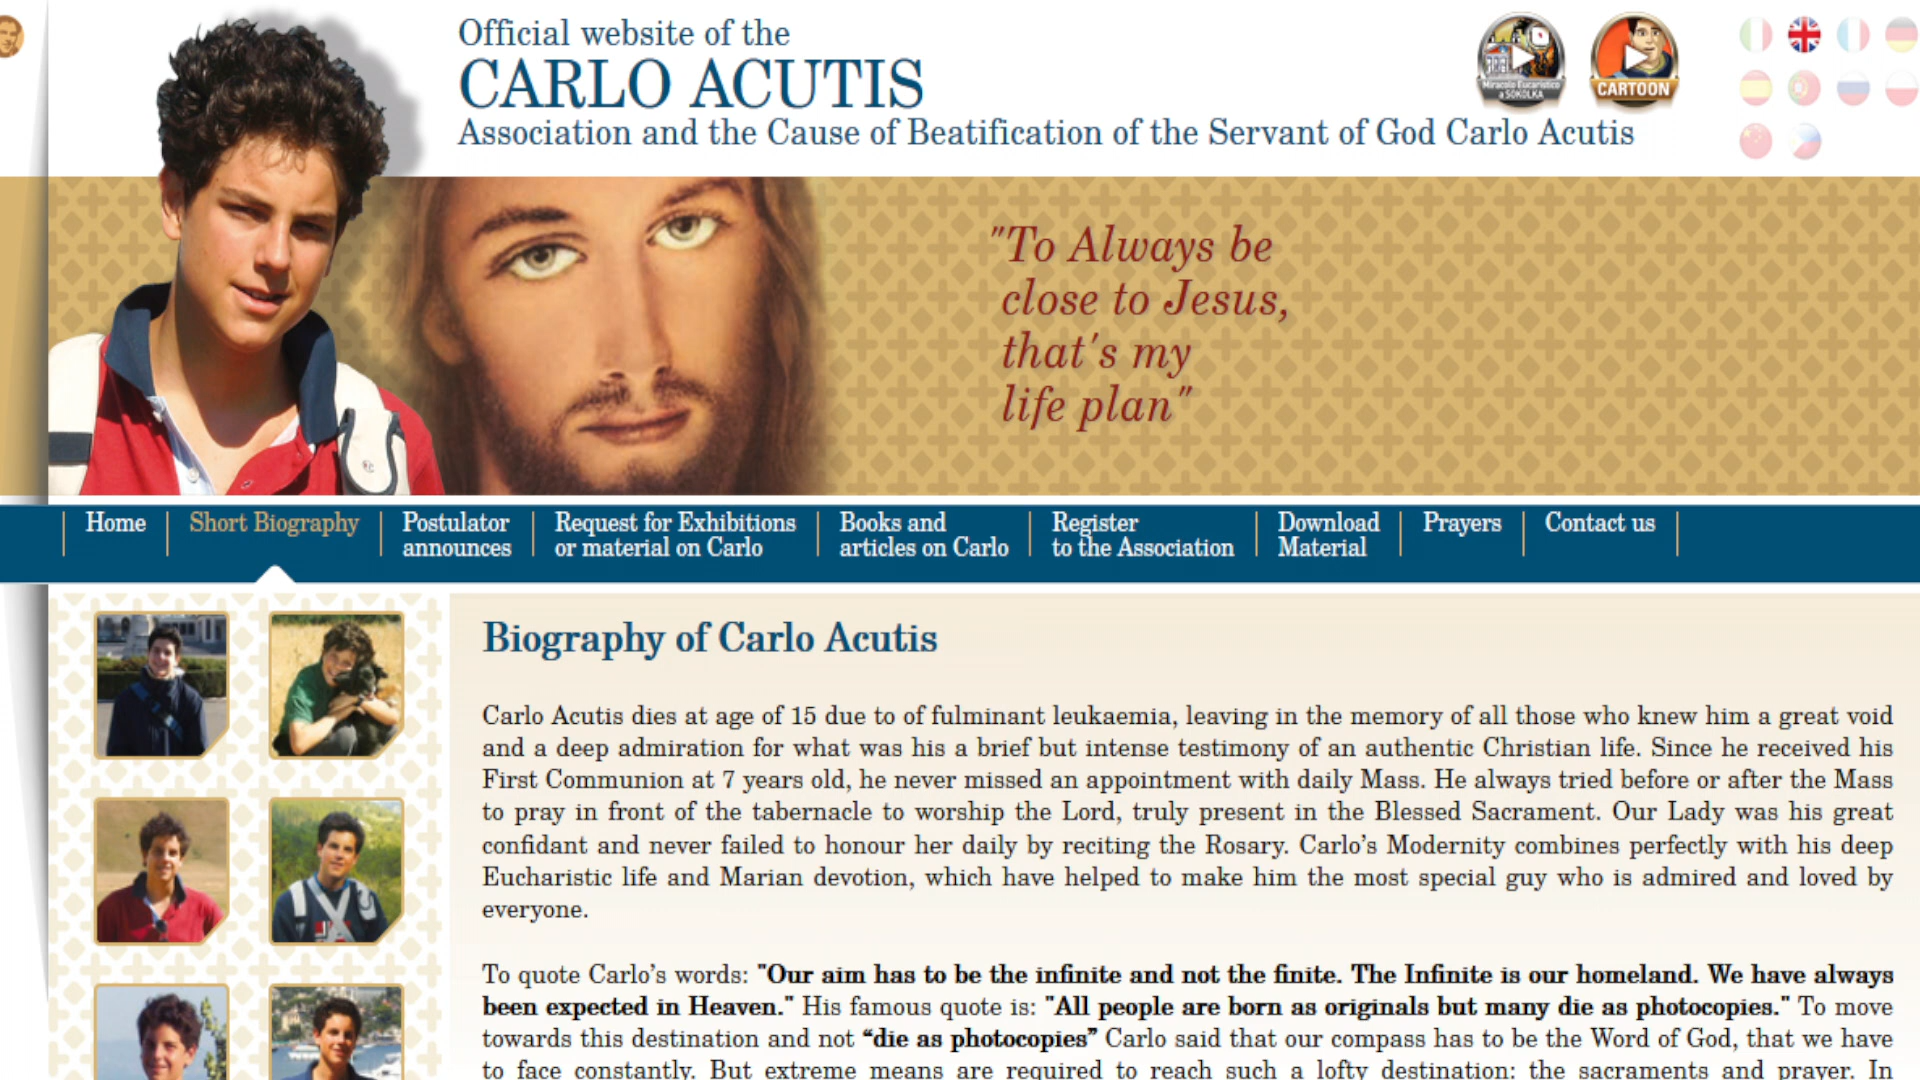 Official website of the
CARLO ACUTIS
Association and the Cause of Beatification of the Servant of God Carlo Acutis
Miracolo Eucaristico
a SOKOLKA
CARTOON
"To Always be
close to Jesus,
that's my
life plan"
Home
Short Biography
Postulator
announces
Request for Exhibitions
or material on Carlo
Books and
articles on Carlo
Register
to the Association
Download
Material
Prayers
Contact us
Biography of Carlo Acutis
Carlo Acutis dies at age of 15 due to of fulminant leukaemia, leaving in the memory of all those who knew him a great void
and a deep admiration for what was his a brief but intense testimony of an authentic Christian life. Since he received his
First Communion at 7 years old, he never missed an appointment with daily Mass. He always tried before or after the Mass
to pray in front of the tabernacle to worship the Lord, truly present in the Blessed Sacrament. Our Lady was his great
confidant and never failed to honour her daily by reciting the Rosary. Carlo’s Modernity combines perfectly with his deep
Eucharistic life and Marian devotion, which have helped to make him the most special guy who is admired and loved by
everyone.
To quote Carlo’s words: "Our aim has to be the infinite and not the finite. The Infinite is our homeland. We have always
been expected in Heaven." His famous quote is: "All people are born as originals but many die as photocopies." To move
towards this destination and not “die as photocopies” Carlo said that our compass has to be the Word of God, that we have
to face constantly. But extreme means are required to reach such a lofty destination: the sacraments and prayer. In